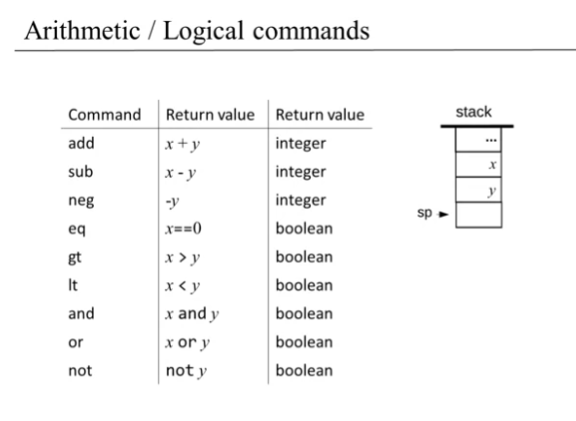 Arithmetic / Logical commands
Command Return value Return value
add x + y integer
sub x - y integer
neg -y integer
eq x==0 boolean
gt x > y boolean
lt x < y boolean
and x and y boolean
or x or y boolean
not not y boolean
stack
...
x
y
sp